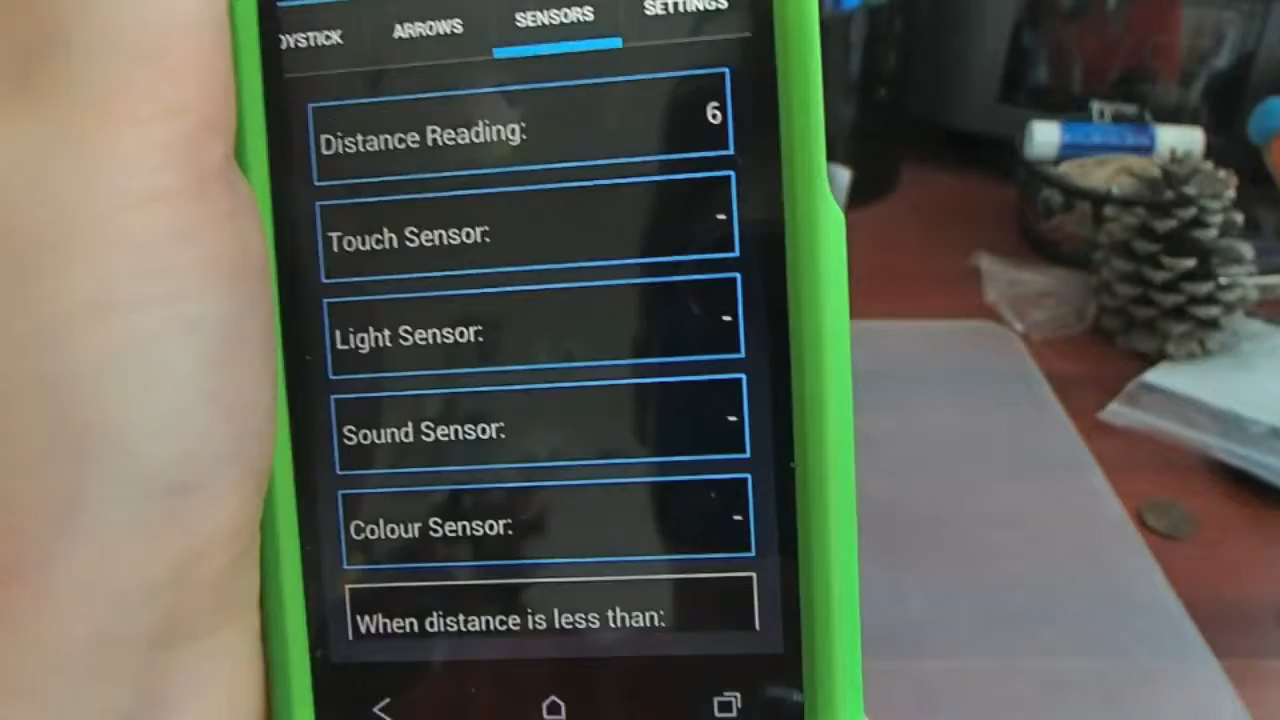 OYSTICK ARROWS SENSORS SETTINGS
Distance Reading: 6
Touch Sensor: -
Light Sensor: -
Sound Sensor: -
Colour Sensor: -
When distance is less than: